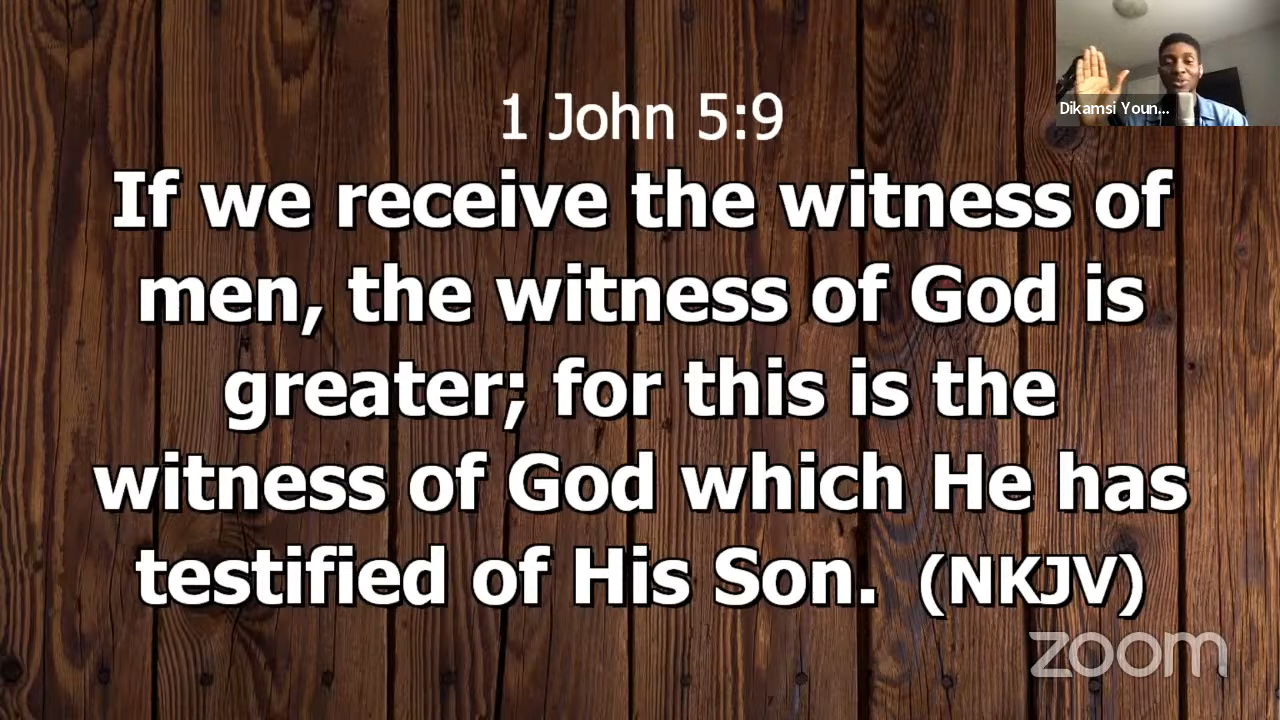 Dikamsi Youn...
1 John 5:9
If we receive the witness of
men, the witness of God is
greater; for this is the
witness of God which He has
testified of His Son. (NKJV)
zoom